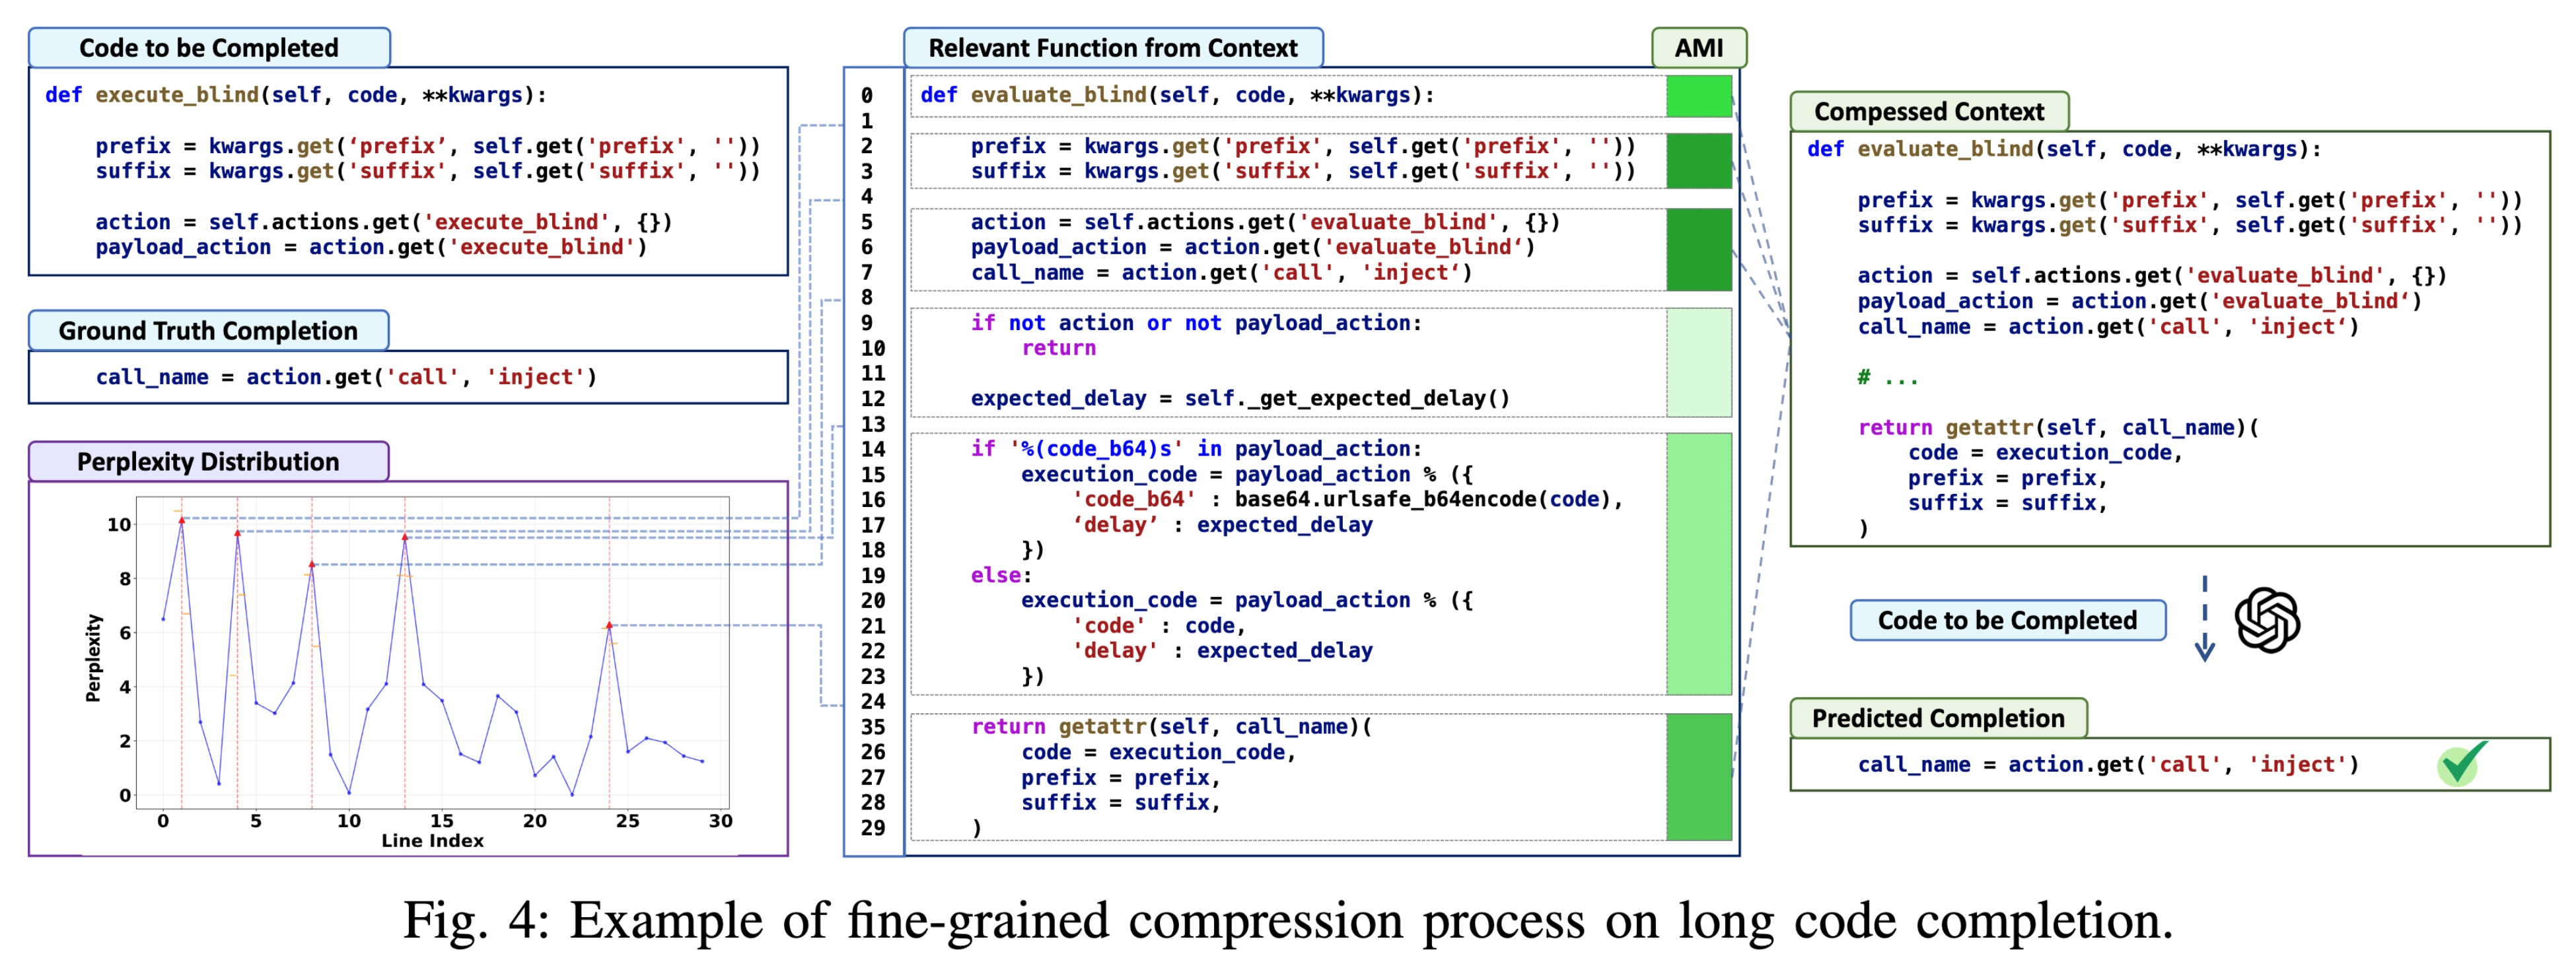 Code to be Completed
def execute_blind(self, code, **kwargs):
prefix = kwargs.get(‘prefix’, self.get('prefix', ''))
suffix = kwargs.get('suffix', self.get('suffix', ''))
action = self.actions.get('execute_blind', {})
payload_action = action.get('execute_blind')
Ground Truth Completion
call_name = action.get('call', 'inject')
Perplexity Distribution
Perplexity
10
8
6
4
2
0
0 5 10 15 20 25 30
Line Index
Relevant Function from Context
AMI
0 def evaluate_blind(self, code, **kwargs):
1
2 prefix = kwargs.get('prefix', self.get('prefix', ''))
3 suffix = kwargs.get('suffix', self.get('suffix', ''))
4
5 action = self.actions.get('evaluate_blind', {})
6 payload_action = action.get('evaluate_blind‘)
7 call_name = action.get('call', 'inject‘)
8
9 if not action or not payload_action:
10 return
11
12 expected_delay = self._get_expected_delay()
13
14 if '%(code_b64)s' in payload_action:
15 execution_code = payload_action % ({
16 'code_b64' : base64.urlsafe_b64encode(code),
17 ‘delay’ : expected_delay
18 })
19 else:
20 execution_code = payload_action % ({
21 'code' : code,
22 'delay' : expected_delay
23 })
24
35 return getattr(self, call_name)(
26 code = execution_code,
27 prefix = prefix,
28 suffix = suffix,
29 )
Compessed Context
def evaluate_blind(self, code, **kwargs):
prefix = kwargs.get('prefix', self.get('prefix', ''))
suffix = kwargs.get('suffix', self.get('suffix', ''))
action = self.actions.get('evaluate_blind', {})
payload_action = action.get('evaluate_blind‘)
call_name = action.get('call', 'inject‘)
# ...
return getattr(self, call_name)(
code = execution_code,
prefix = prefix,
suffix = suffix,
)
Code to be Completed
Predicted Completion
call_name = action.get('call', 'inject')
Fig. 4: Example of fine-grained compression process on long code completion.